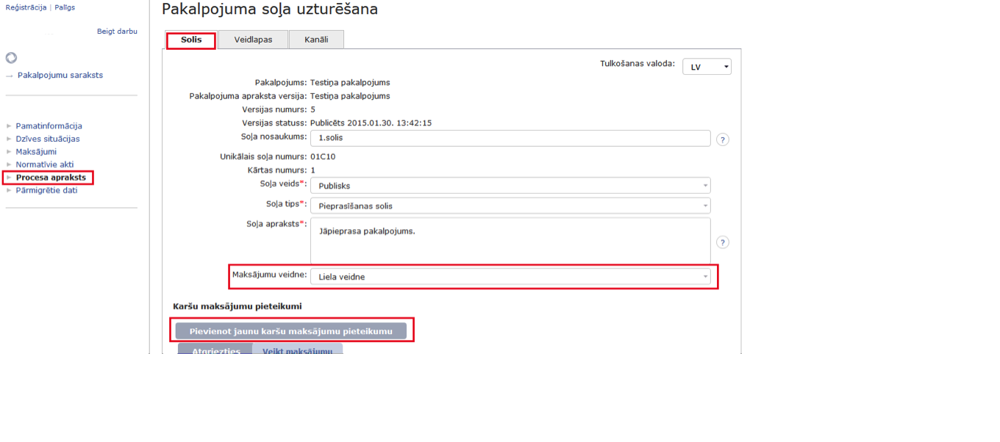 Reģistrācija | Palīgs
Beigt darbu
Pakalpojumu saraksts
Pamatinformācija
Dzīves situācijas
Maksājumi
Normatīvie akti
Procesa apraksts
Pārmigrētie dati
Pakalpojuma soļa uzturēšana
Solis Veidlapas Kanāli
Tulkošanas valoda: LV
Pakalpojums: Testiņa pakalpojums
Pakalpojuma apraksta versija: Testiņa pakalpojums
Versijas numurs: 5
Versijas statuss: Publicēts 2015.01.30. 13:42:15
Soļa nosaukums: 1.solis ?
Unikālais soļa numurs: 01C10
Kārtas numurs: 1
Soļa veids*: Publisks
Soļa tips*: Pieprasīšanas solis
Soļa apraksts*: Jāpieprasa pakalpojums. ?
Maksājumu veidne: Liela veidne
Karšu maksājumu pieteikumi
Pievienot jaunu karšu maksājumu pieteikumu
Atgriezties Veikt maksājumu